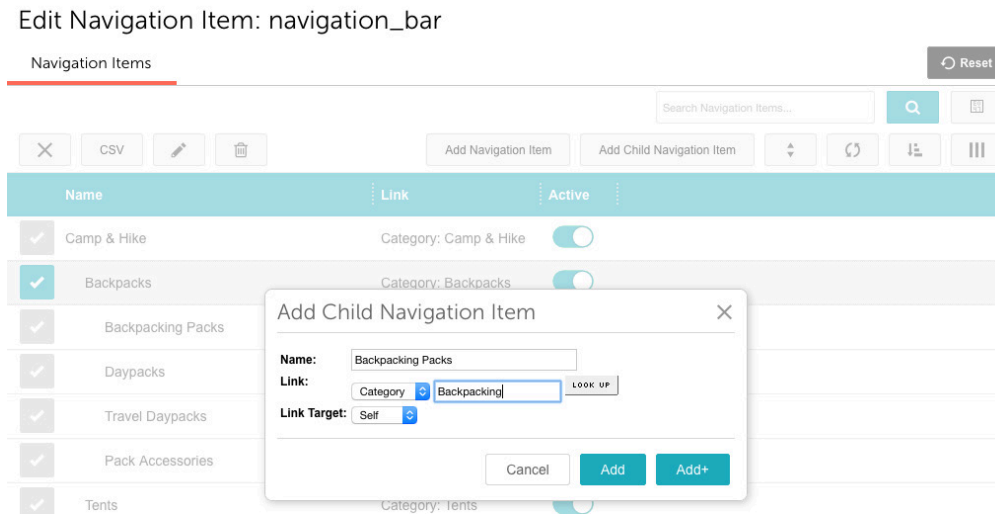 Edit Navigation Item: navigation_bar
Navigation Items
Reset
Search Navigation Items...
CSV
Add Navigation Item
Add Child Navigation Item
Name Link Active
Camp & Hike Category: Camp & Hike
Backpacks Category: Backpacks
Add Child Navigation Item
Backpacking Packs
Name: Backpacking Packs
Daypacks
Link: Category Backpacking LOOK UP
Travel Daypacks
Link Target: Self
Pack Accessories
Cancel Add Add+
Tents Category: Tents